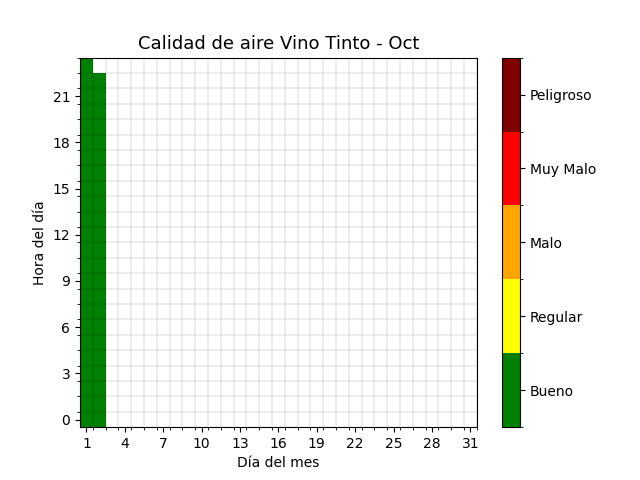 Calidad de aire Vino Tinto - Oct
Hora del día
21
18
15
12
9
6
3
0
1 4 7 10 13 16 19 22 25 28 31
Día del mes
Peligroso
Muy Malo
Malo
Regular
Bueno